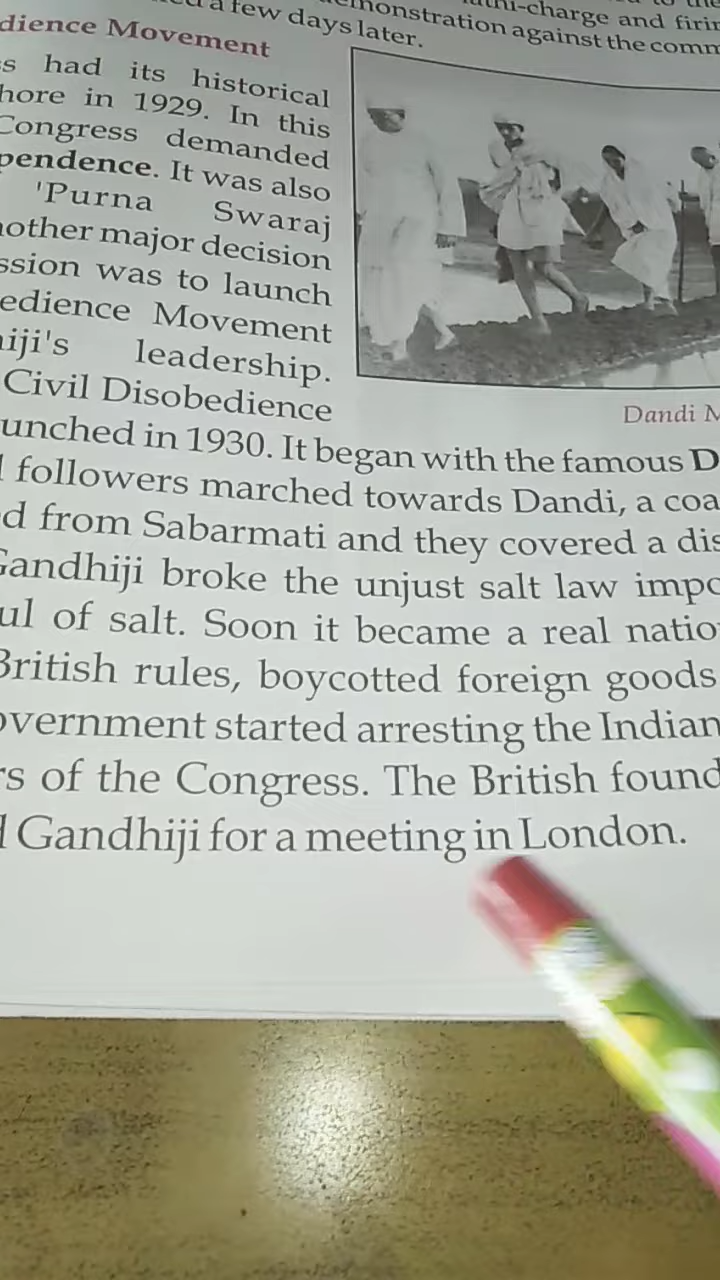 a few days later.
demonstration against the comm
lathi-charge and firin
dience Movement
s had its historical
hore in 1929. In this
Congress demanded
pendence. It was also
'Purna Swaraj
nother major decision
ssion was to launch
edience Movement
iji's leadership.
Civil Disobedience
Dandi M
unched in 1930. It began with the famous D
l followers marched towards Dandi, a coa
d from Sabarmati and they covered a dis
Gandhiji broke the unjust salt law impo
ul of salt. Soon it became a real natio
British rules, boycotted foreign goods
overnment started arresting the Indian
rs of the Congress. The British found
l Gandhiji for a meeting in London.